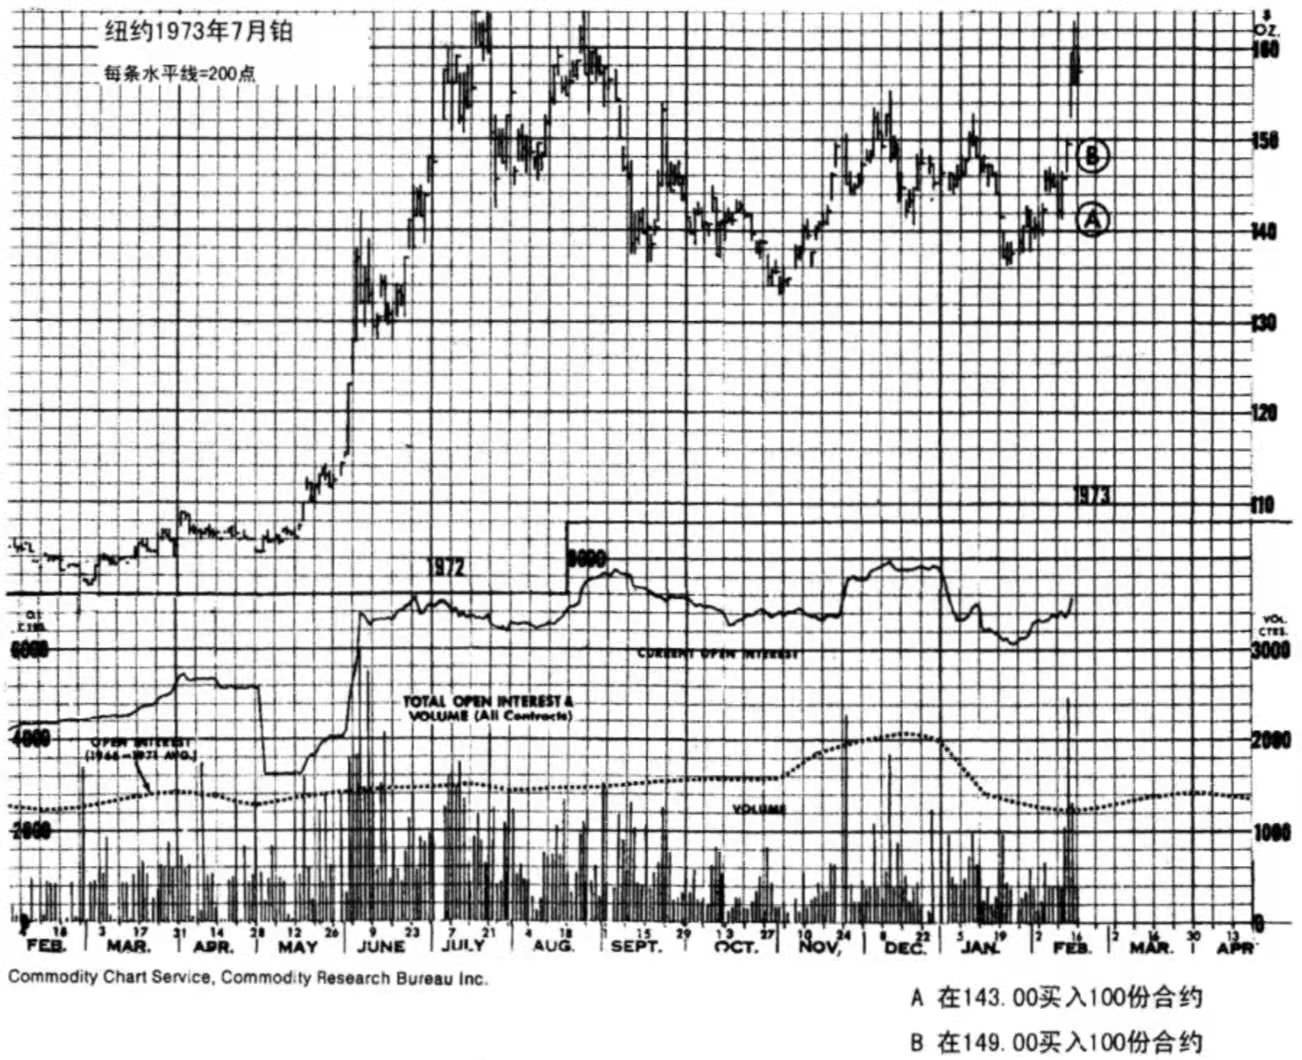 纽约1973年7月铂
每条水平线=200点
$
OZ.
160
150
B
A
140
130
120
110
1973
1972
8000
O.I.
CTRS.
VOL.
CTRS.
6000
3000
CURRENT OPEN INTEREST
TOTAL OPEN INTEREST &
VOLUME (All Contracts)
4000
2000
OPEN INTEREST
(1966-1971 AVG.)
VOLUME
2000
1000
0
18 3 17 31 14 28 12 26 9 23 7 21 4 18 1 15 29 13 27 10 24 8 22 5 19 2 16 2 16 30 13
FEB. MAR. APR. MAY JUNE JULY AUG. SEPT. OCT. NOV. DEC. JAN. FEB. MAR. APR
Commodity Chart Service, Commodity Research Bureau Inc.
A 在143.00买入100份合约
B 在149.00买入100份合约